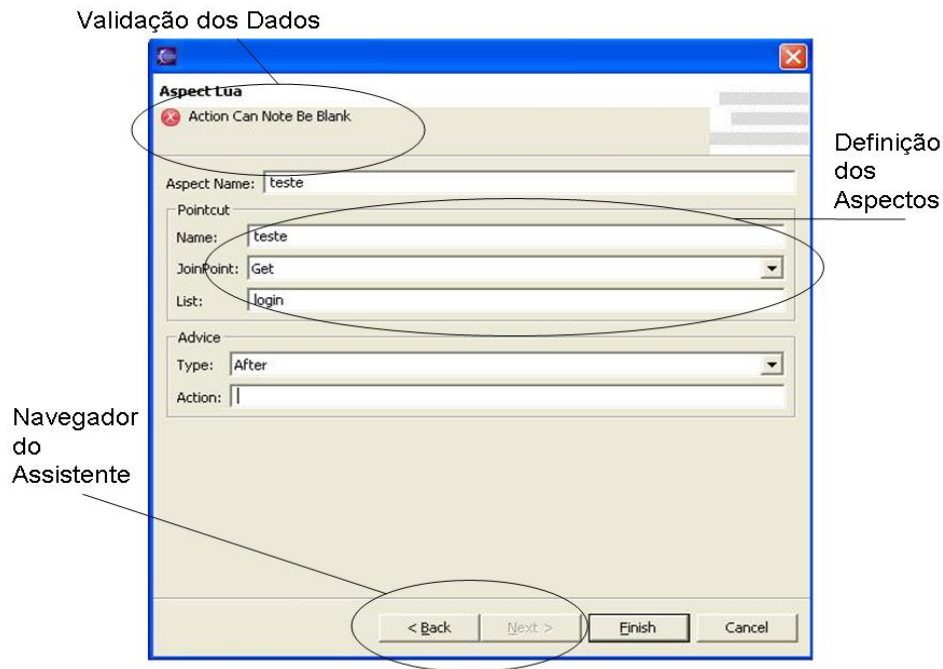 Validação dos Dados
Aspect Lua
Action Can Note Be Blank
Definição
dos
Aspectos
Aspect Name: teste
Pointcut
Name: teste
JoinPoint: Get
List: login
Advice
Type: After
Action:
Navegador
do
Assistente
< Back Next > Finish Cancel